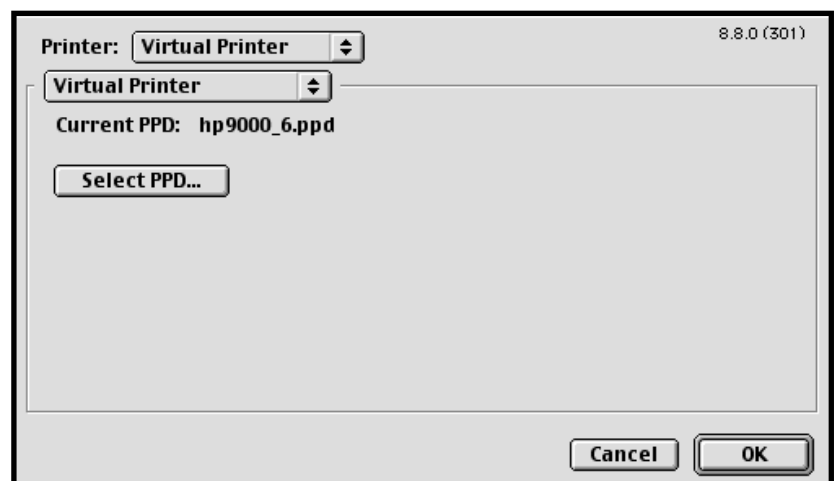 8.8.0 (301)
Printer: Virtual Printer
Virtual Printer
Current PPD: hp9000_6.ppd
Select PPD...
Cancel OK